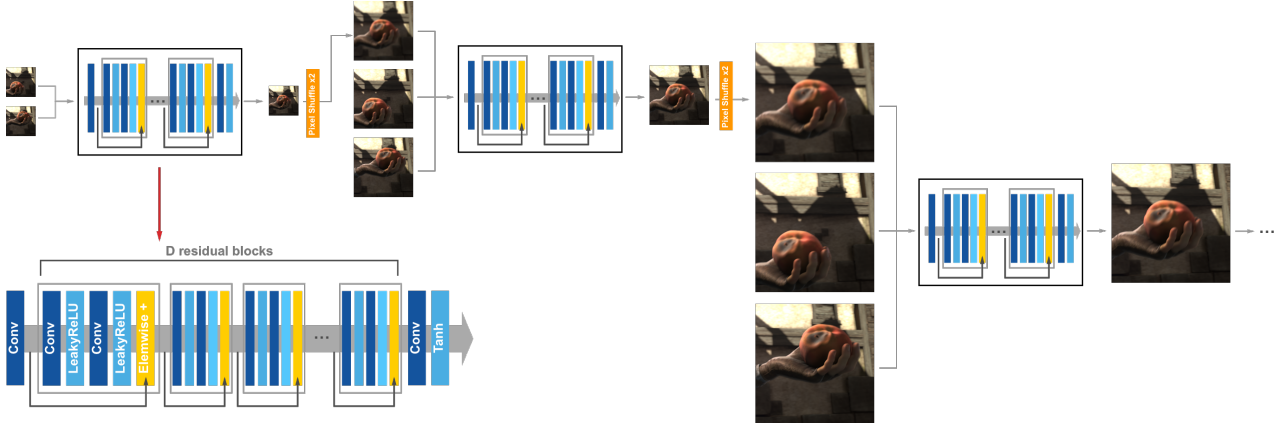 Pixel Shuffle x2
Pixel Shuffle x2
D residual blocks
Conv
Conv
LeakyReLU
Conv
LeakyReLU
Elemwise +
...
Conv
Tanh
...
...
...
...
...
...
...